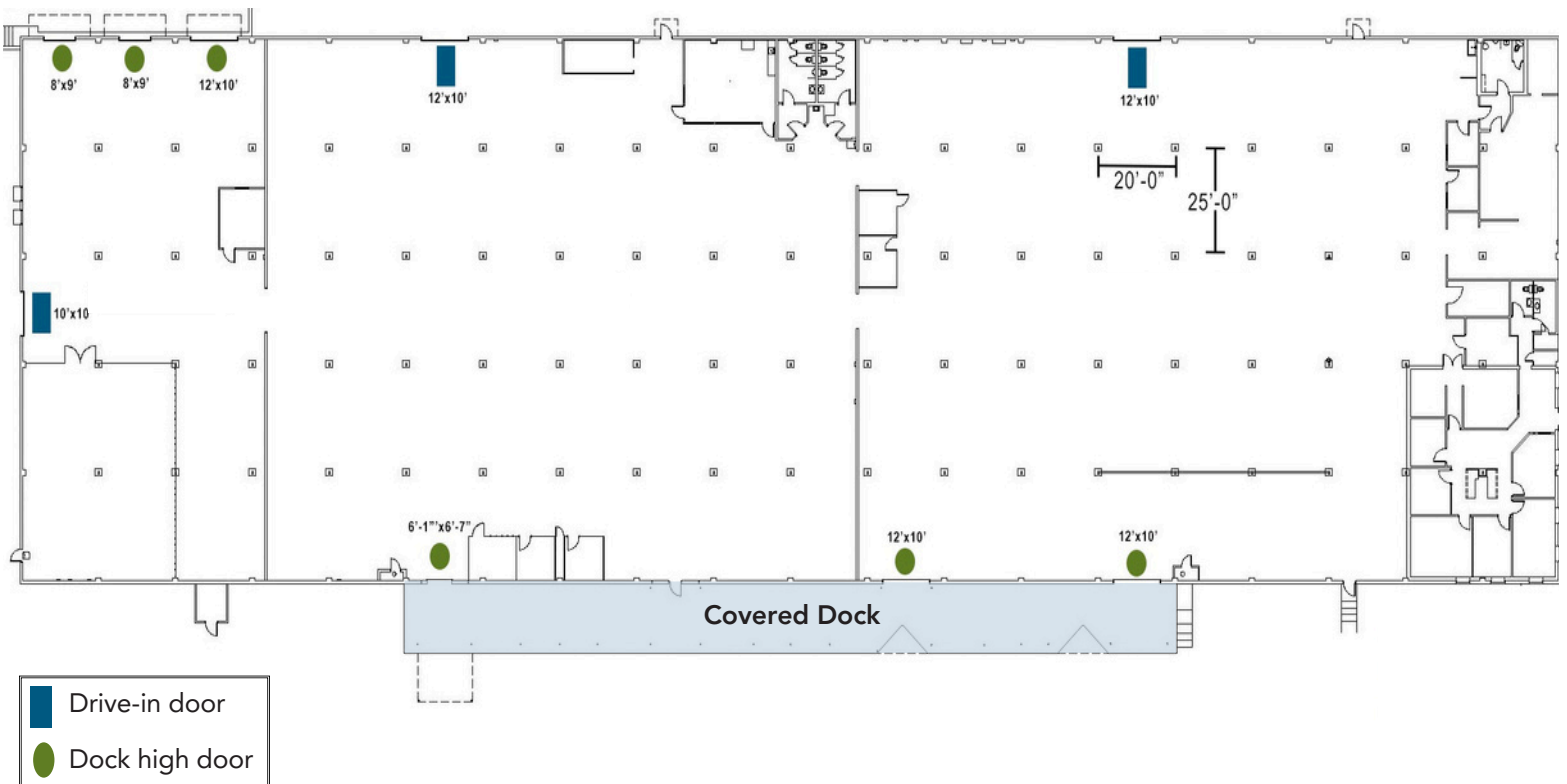 8'x9'
8'x9'
12'x10'
12'x10'
12'x10'
20'-0"
25'-0"
10'x10
6'-1"'x6'-7"
12'x10'
12'x10'
Covered Dock
Drive-in door
Dock high door